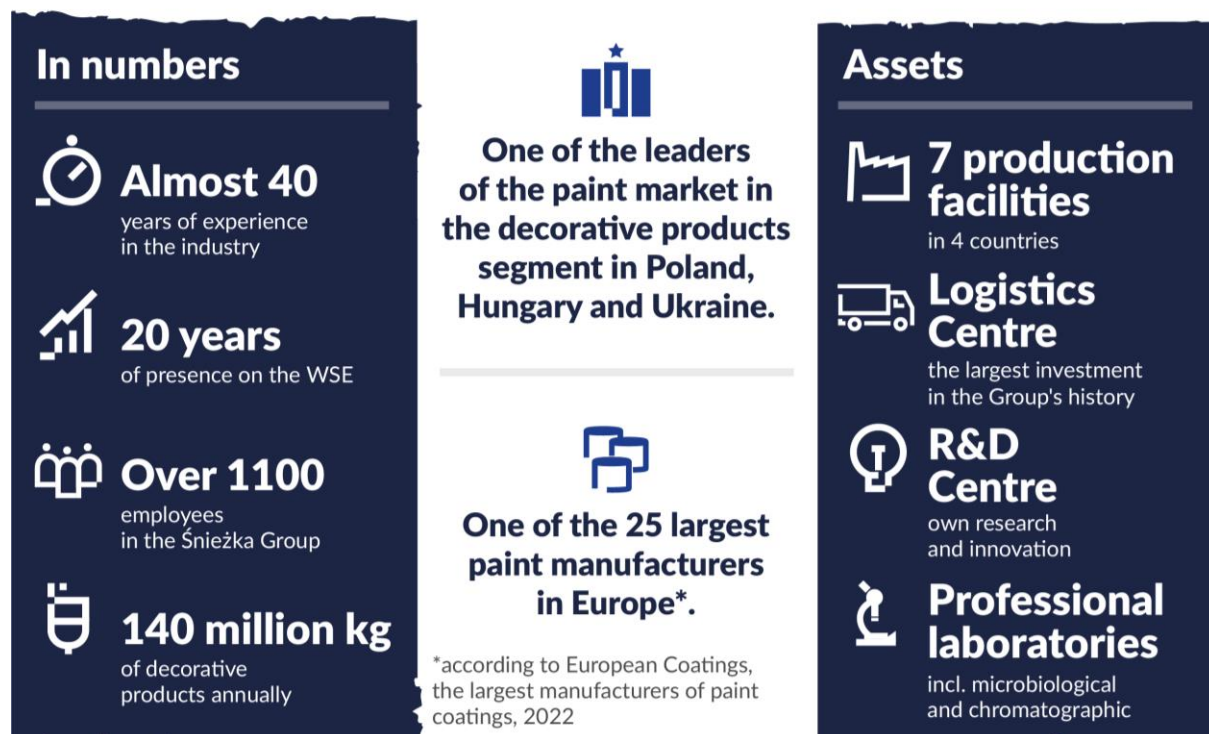 In numbers
Almost 40
years of experience
in the industry
20 years
of presence on the WSE
Over 1100
employees
in the Śnieżka Group
140 million kg
of decorative
products annually
One of the leaders
of the paint market in
the decorative products
segment in Poland,
Hungary and Ukraine.
One of the 25 largest
paint manufacturers
in Europe*.
*according to European Coatings,
the largest manufacturers of paint
coatings, 2022
Assets
7 production
facilities
in 4 countries
Logistics
Centre
the largest investment
in the Group's history
R&D
Centre
own research
and innovation
Professional
laboratories
incl. microbiological
and chromatographic